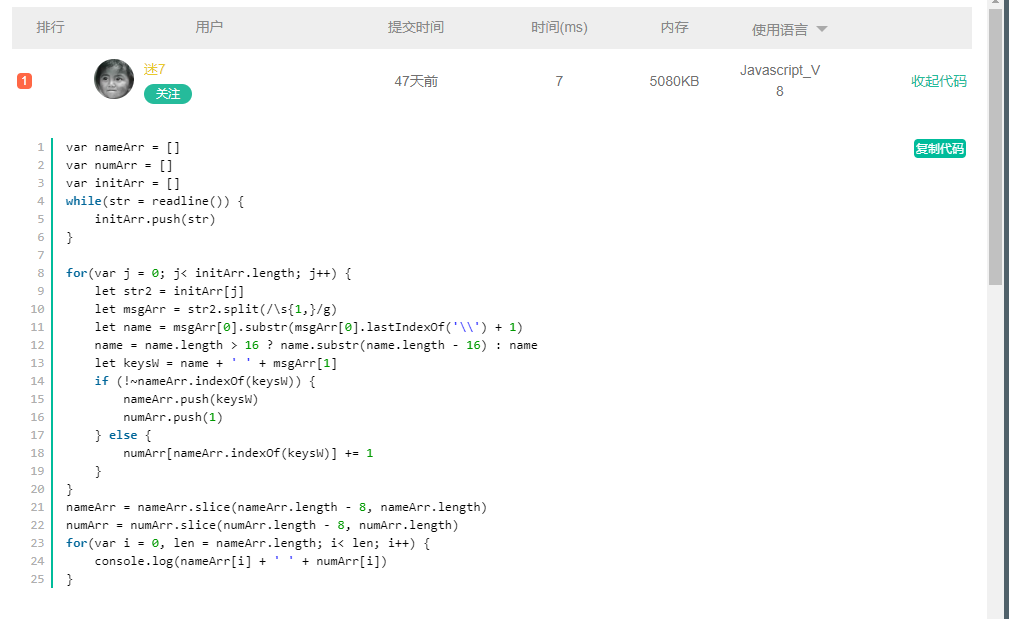 排行 用户 提交时间 时间(ms) 内存 使用语言
1 迷7 关注 47天前 7 5080KB Javascript_V8 收起代码
复制代码
1 var nameArr = []
2 var numArr = []
3 var initArr = []
4 while(str = readline()) {
5     initArr.push(str)
6 }
7
8 for(var j = 0; j< initArr.length; j++) {
9     let str2 = initArr[j]
10     let msgArr = str2.split(/\s{1,}/g)
11     let name = msgArr[0].substr(msgArr[0].lastIndexOf('\\') + 1)
12     name = name.length > 16 ? name.substr(name.length - 16) : name
13     let keysW = name + ' ' + msgArr[1]
14     if (!~nameArr.indexOf(keysW)) {
15         nameArr.push(keysW)
16         numArr.push(1)
17     } else {
18         numArr[nameArr.indexOf(keysW)] += 1
19     }
20 }
21 nameArr = nameArr.slice(nameArr.length - 8, nameArr.length)
22 numArr = numArr.slice(numArr.length - 8, numArr.length)
23 for(var i = 0, len = nameArr.length; i< len; i++) {
24     console.log(nameArr[i] + ' ' + numArr[i])
25 }